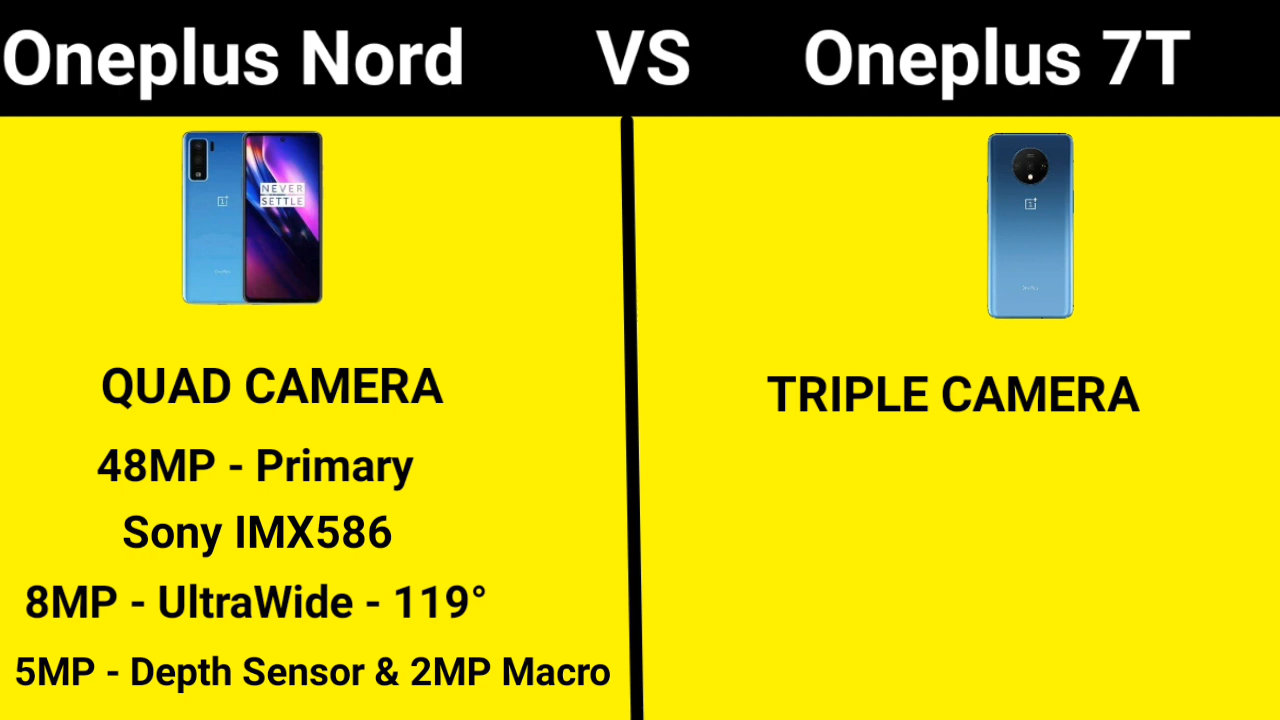 Oneplus Nord VS Oneplus 7T
NEVER
SETTLE
QUAD CAMERA
48MP - Primary
Sony IMX586
8MP - UltraWide - 119°
5MP - Depth Sensor & 2MP Macro
TRIPLE CAMERA